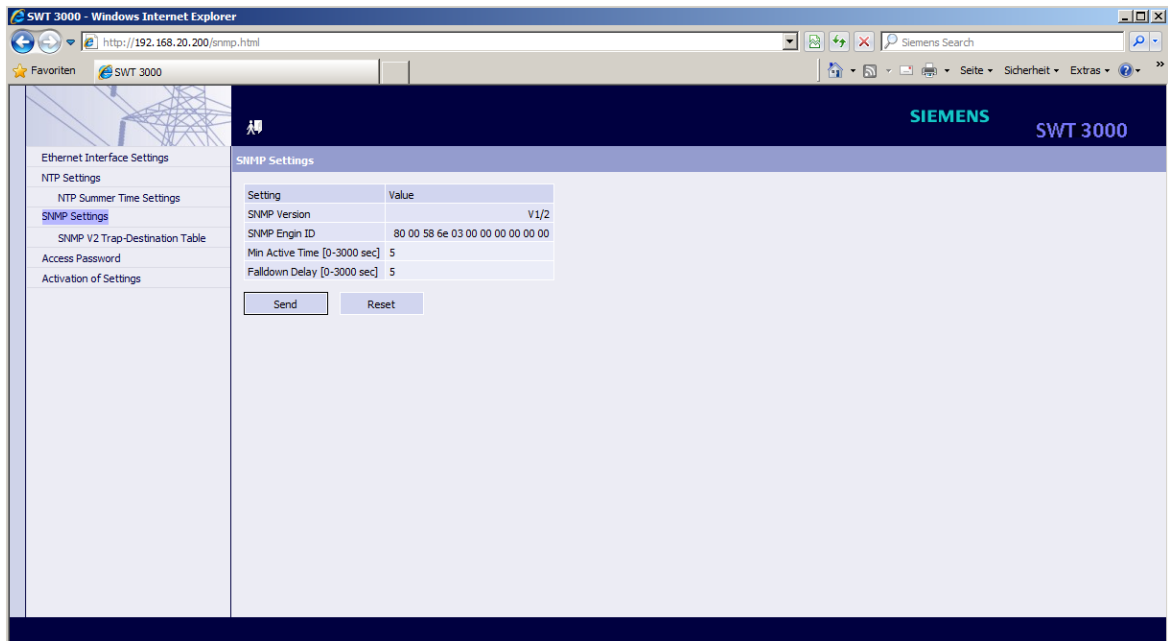 SWT 3000 - Windows Internet Explorer
http://192.168.20.200/snmp.html
Siemens Search
Favoriten
SWT 3000
Seite
Sicherheit
Extras
»
SIEMENS
SWT 3000
Ethernet Interface Settings
NTP Settings
NTP Summer Time Settings
SNMP Settings
SNMP V2 Trap-Destination Table
Access Password
Activation of Settings
SNMP Settings
Setting Value
SNMP Version V1/2
SNMP Engin ID 80 00 58 6e 03 00 00 00 00 00 00
Min Active Time [0-3000 sec] 5
Falldown Delay [0-3000 sec] 5
Send Reset